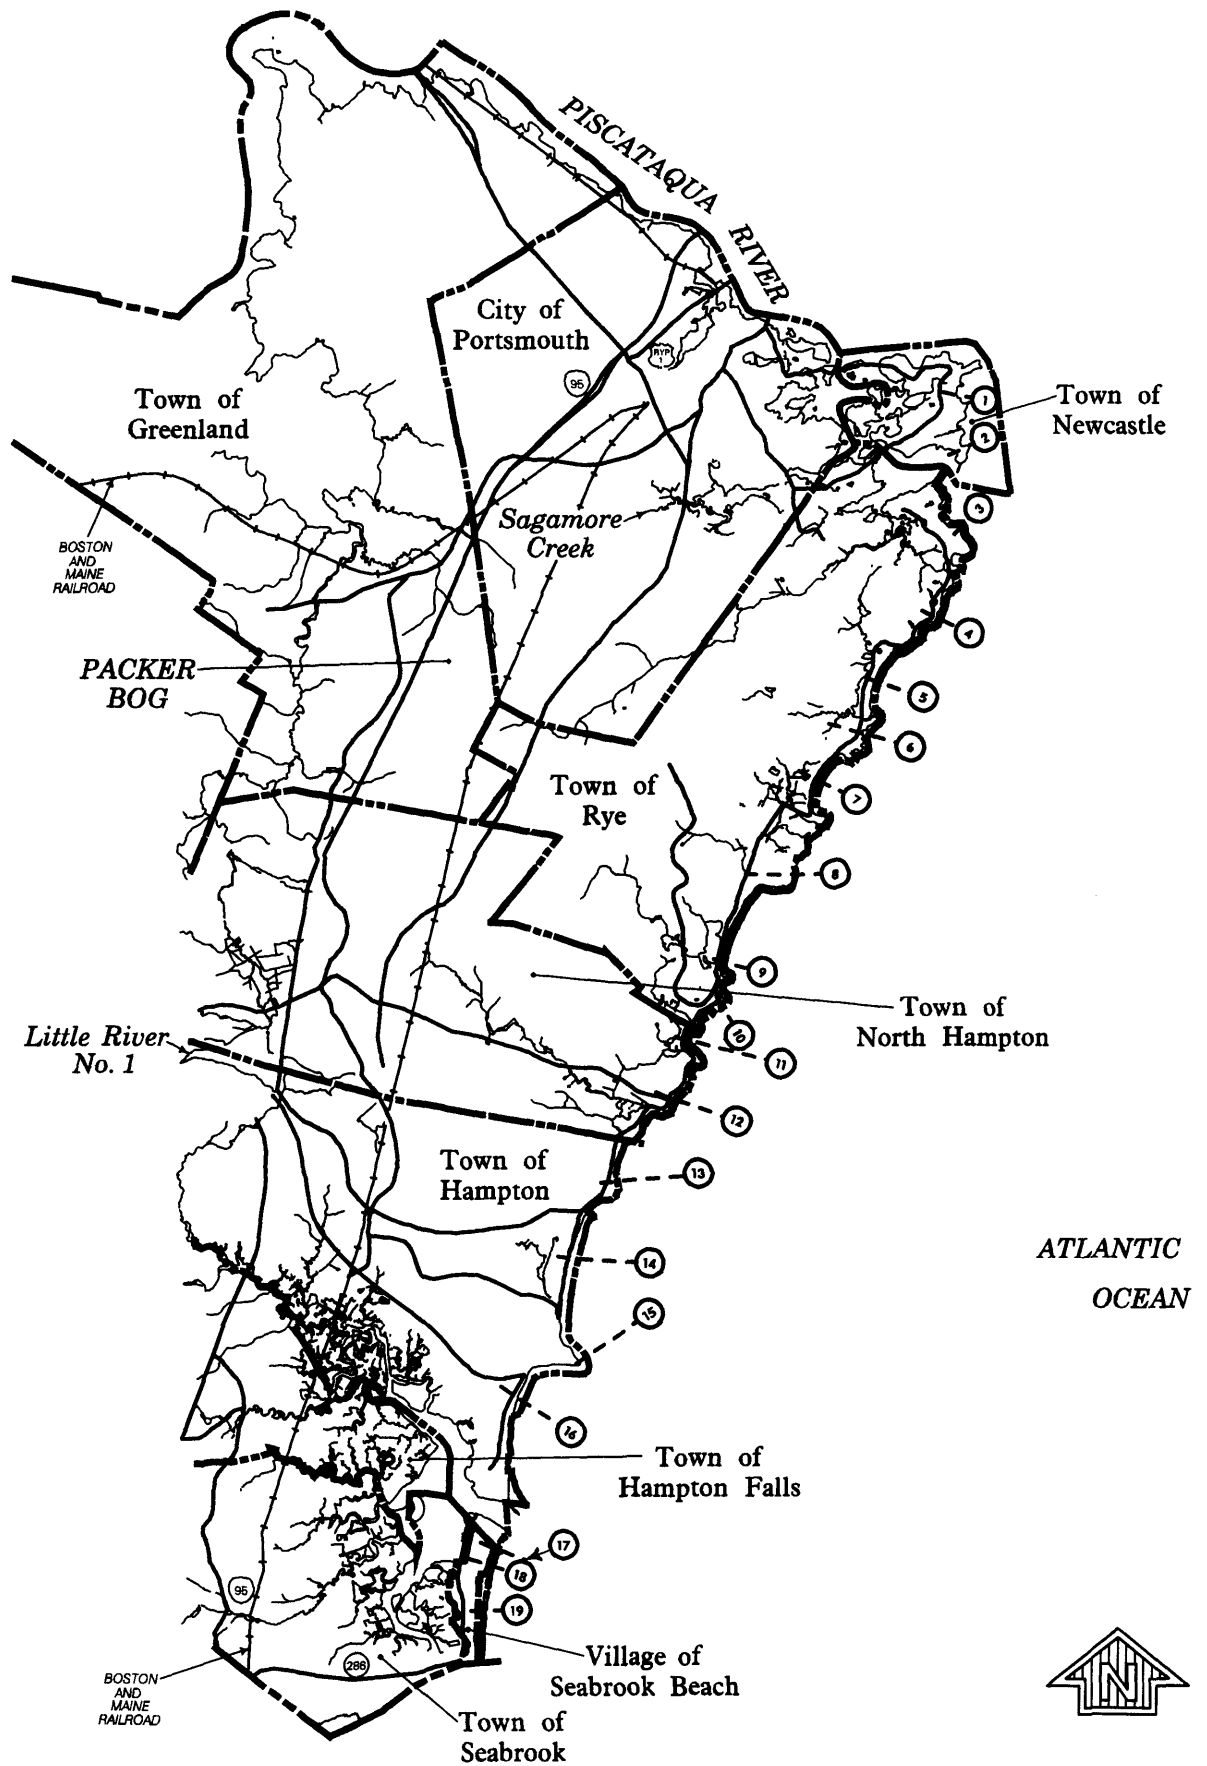 PISCATAQUA
RIVER
City of
Portsmouth
BYP
1
95
Town of
Greenland
1
Town of
Newcastle
2
3
Sagamore
Creek
BOSTON
AND
MAINE
RAILROAD
4
PACKER
BOG
5
6
Town of
Rye
7
8
9
Town of
North Hampton
10
Little River
No. 1
11
12
Town of
Hampton
13
ATLANTIC
OCEAN
14
15
16
Town of
Hampton Falls
17
18
95
19
Village of
Seabrook Beach
286
BOSTON
AND
MAINE
RAILROAD
Town of
Seabrook
N